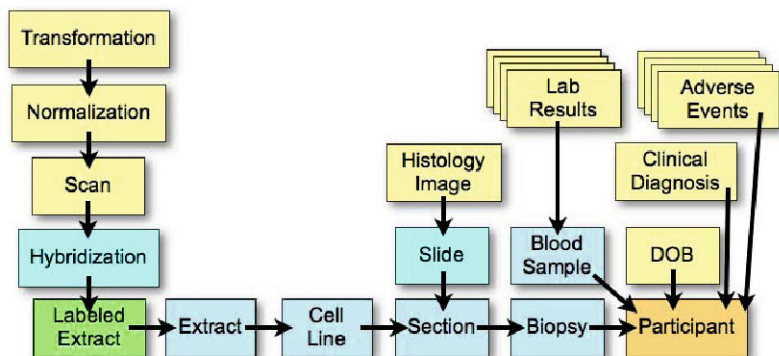 Transformation
Normalization
Scan
Hybridization
Labeled
Extract
Extract
Cell
Line
Histology
Image
Slide
Section
Lab
Results
Blood
Sample
Biopsy
Adverse
Events
Clinical
Diagnosis
DOB
Participant